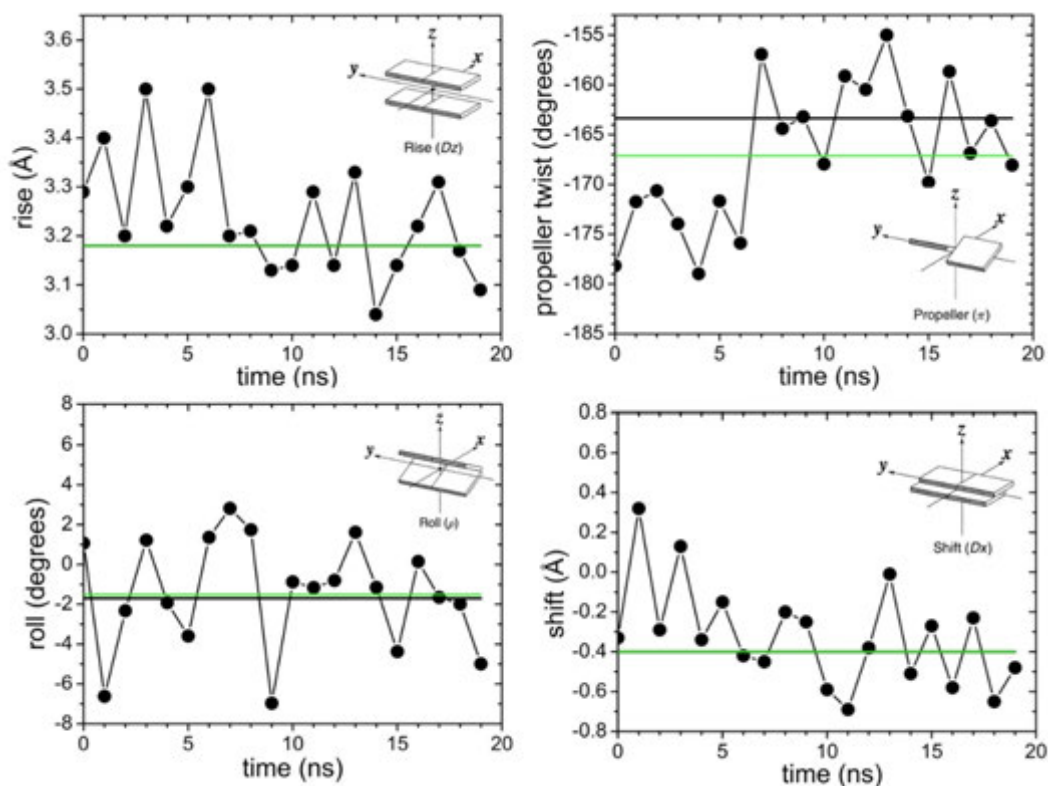 rise (Å)
3.6
3.5
3.4
3.3
3.2
3.1
3.0
0 5 10 15 20
time (ns)
z
x
y
Rise (Dz)
propeller twist (degrees)
-155
-160
-165
-170
-175
-180
-185
0 5 10 15 20
time (ns)
z
x
y
Propeller (π)
roll (degrees)
8
6
4
2
0
-2
-4
-6
-8
0 5 10 15 20
time (ns)
z
x
y
Roll (ρ)
shift (Å)
0.8
0.6
0.4
0.2
0.0
-0.2
-0.4
-0.6
-0.8
0 5 10 15 20
time (ns)
z
x
y
Shift (Dx)